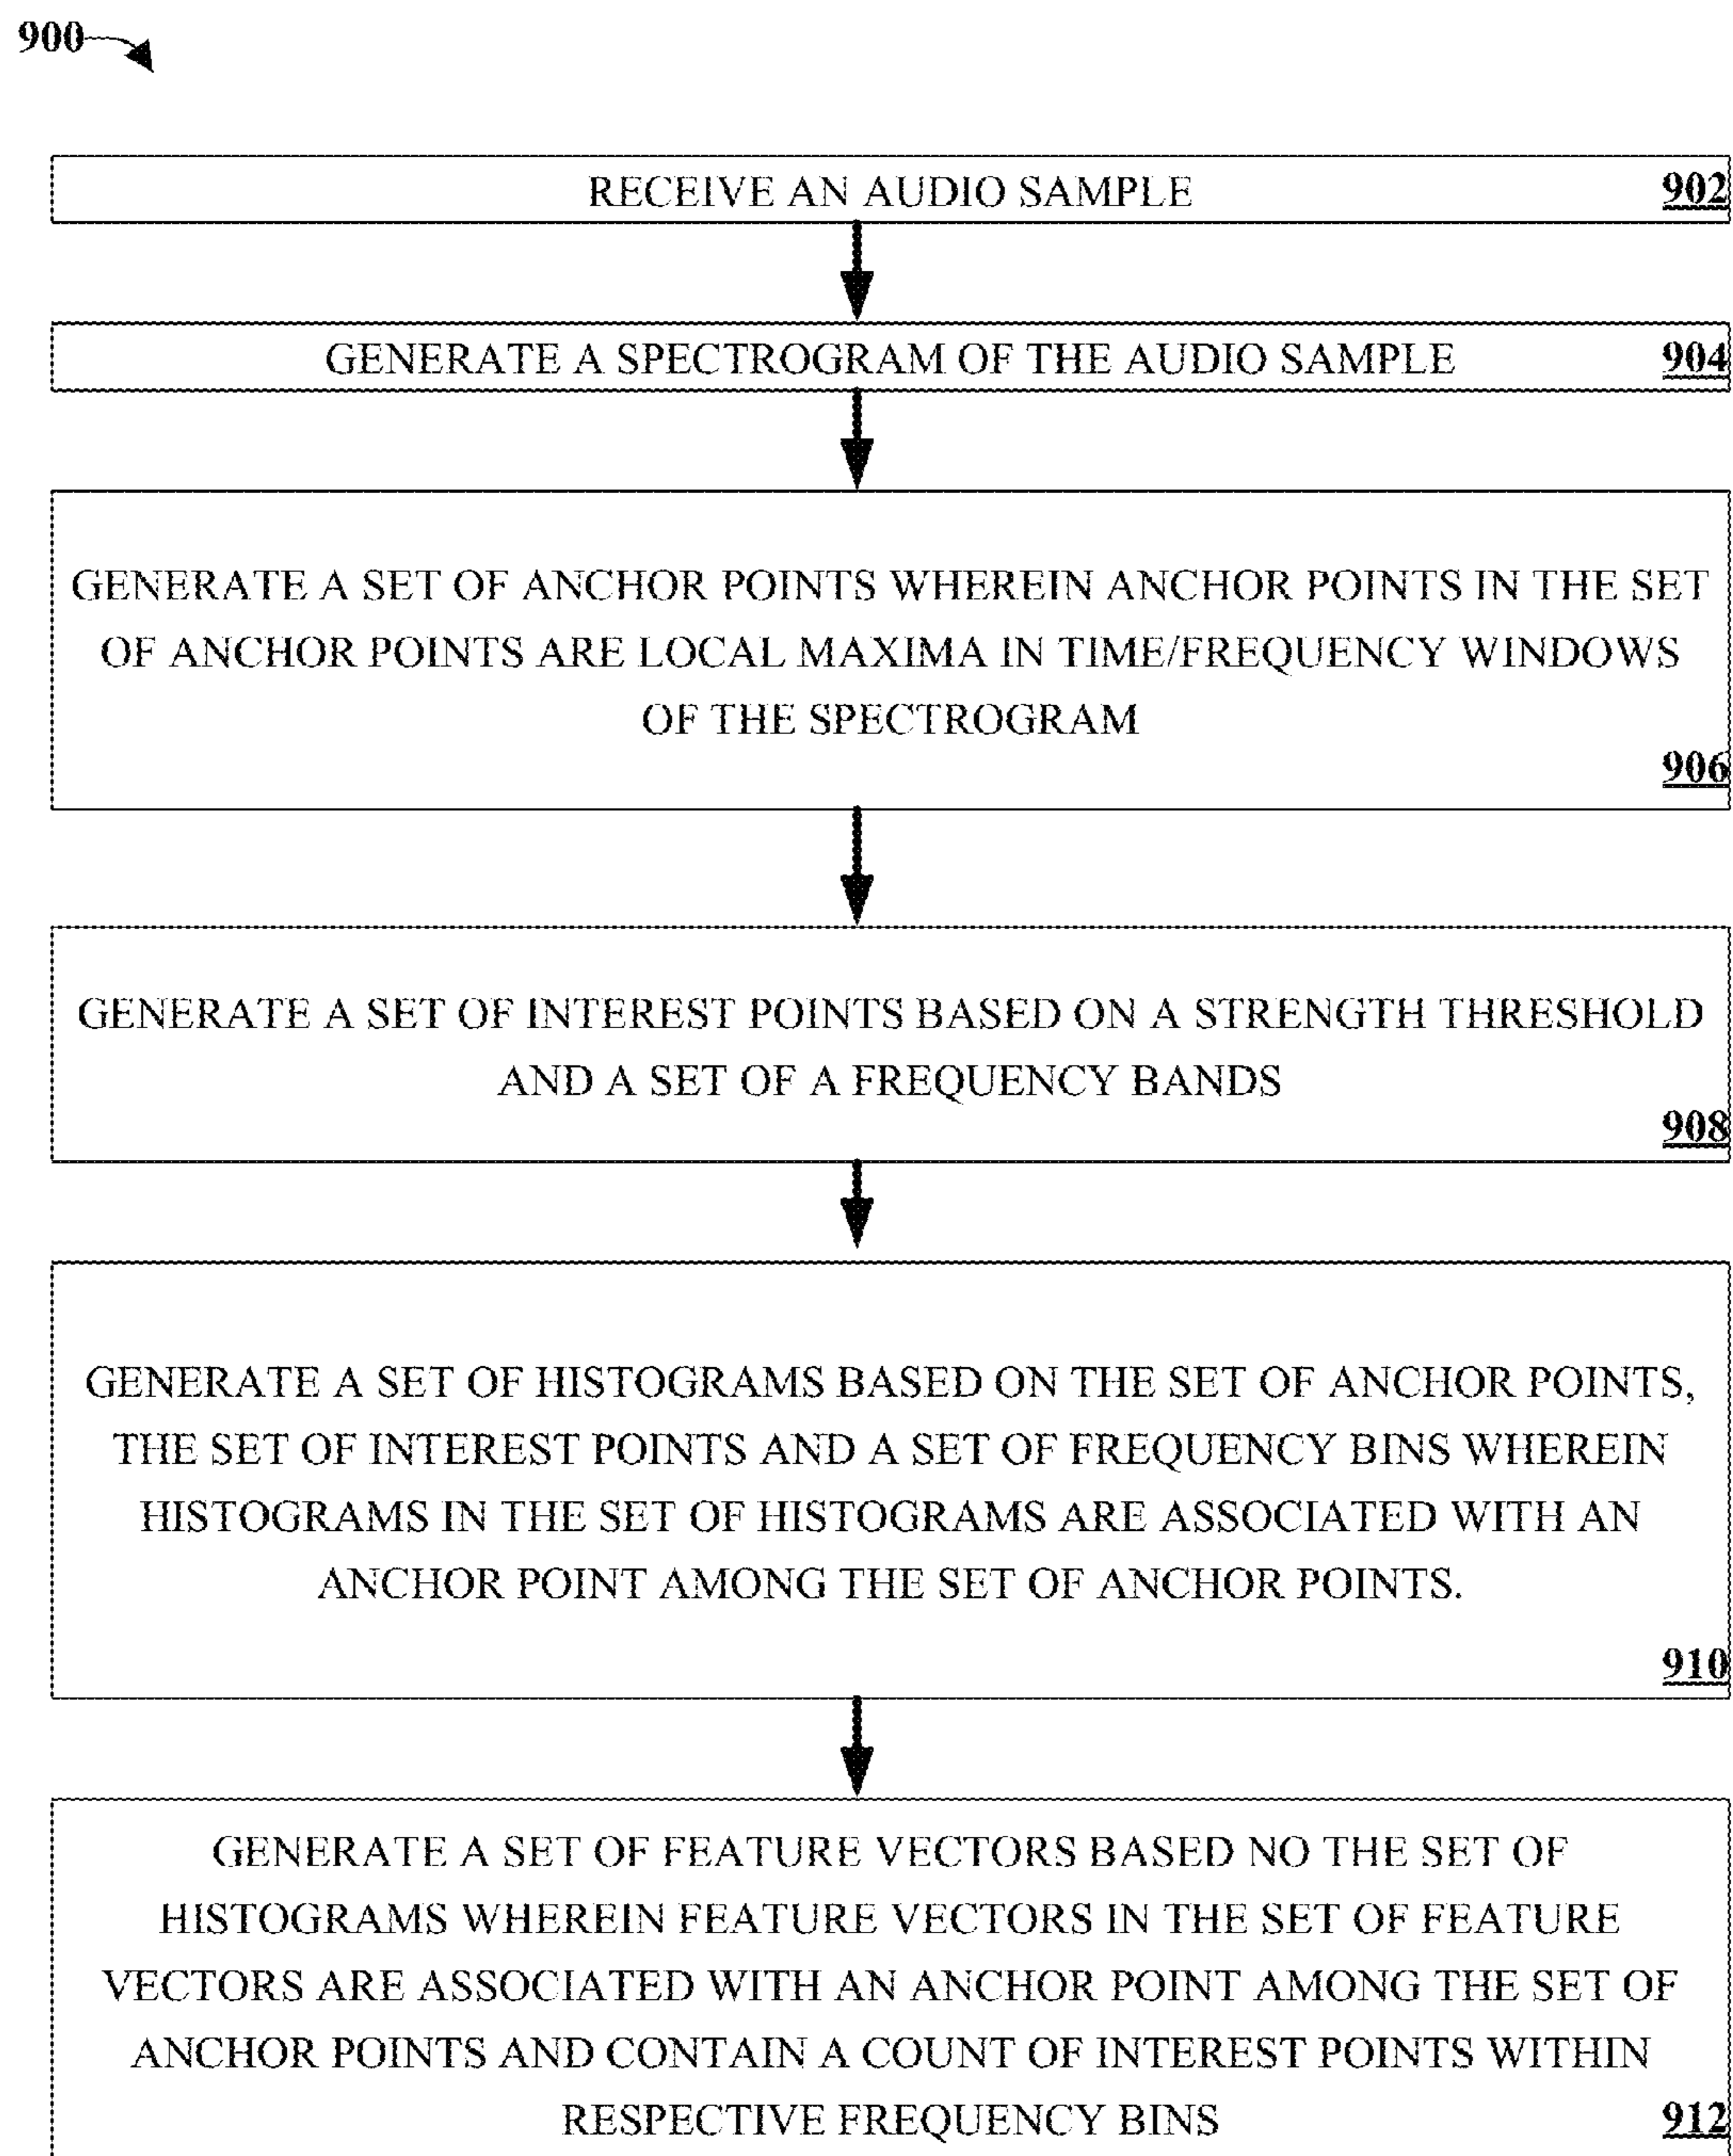 900
RECEIVE AN AUDIO SAMPLE
902
GENERATE A SPECTROGRAM OF THE AUDIO SAMPLE
904
GENERATE A SET OF ANCHOR POINTS WHEREIN ANCHOR POINTS IN THE SET
OF ANCHOR POINTS ARE LOCAL MAXIMA IN TIME/FREQUENCY WINDOWS
OF THE SPECTROGRAM
906
GENERATE A SET OF INTEREST POINTS BASED ON A STRENGTH THRESHOLD
AND A SET OF A FREQUENCY BANDS
908
GENERATE A SET OF HISTOGRAMS BASED ON THE SET OF ANCHOR POINTS,
THE SET OF INTEREST POINTS AND A SET OF FREQUENCY BINS WHEREIN
HISTOGRAMS IN THE SET OF HISTOGRAMS ARE ASSOCIATED WITH AN
ANCHOR POINT AMONG THE SET OF ANCHOR POINTS.
910
GENERATE A SET OF FEATURE VECTORS BASED NO THE SET OF
HISTOGRAMS WHEREIN FEATURE VECTORS IN THE SET OF FEATURE
VECTORS ARE ASSOCIATED WITH AN ANCHOR POINT AMONG THE SET OF
ANCHOR POINTS AND CONTAIN A COUNT OF INTEREST POINTS WITHIN
RESPECTIVE FREQUENCY BINS
912